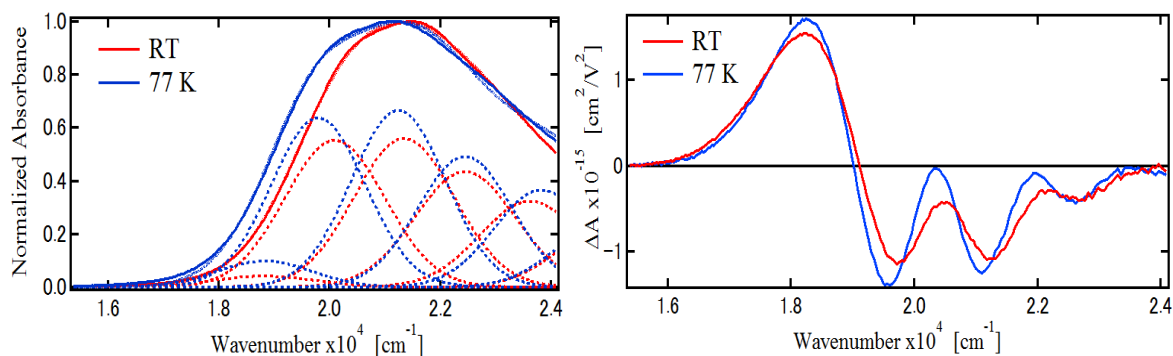 Normalized Absorbance
1.0
0.8
0.6
0.4
0.2
0.0
RT
77 K
1.6
1.8
2.0
2.2
2.4
Wavenumber x10⁴ [cm⁻¹]
ΔA x10⁻¹⁵ [cm²/V²]
1
0
−1
RT
77 K
1.6
1.8
2.0
2.2
2.4
Wavenumber x10⁴ [cm⁻¹]